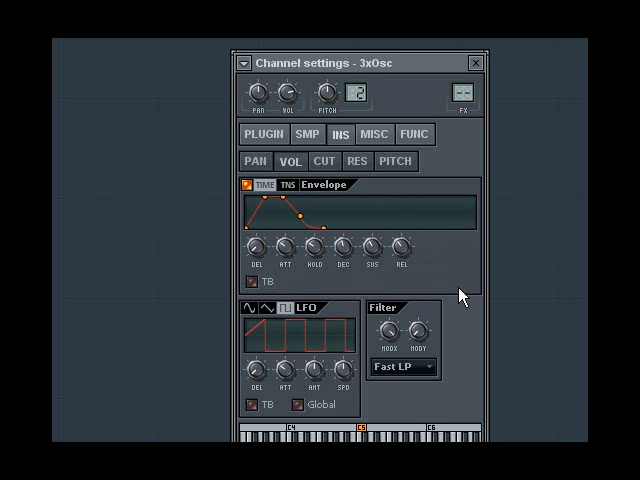 Channel settings - 3xOsc X
PAN VOL PITCH 2 -- FX
PLUGIN SMP INS MISC FUNC
PAN VOL CUT RES PITCH
TIME TNS Envelope
DEL ATT HOLD DEC SUS REL
TB
LFO
DEL ATT AMT SPD
TB Global
Filter
MODX MODY
Fast LP
C4 C5 C6